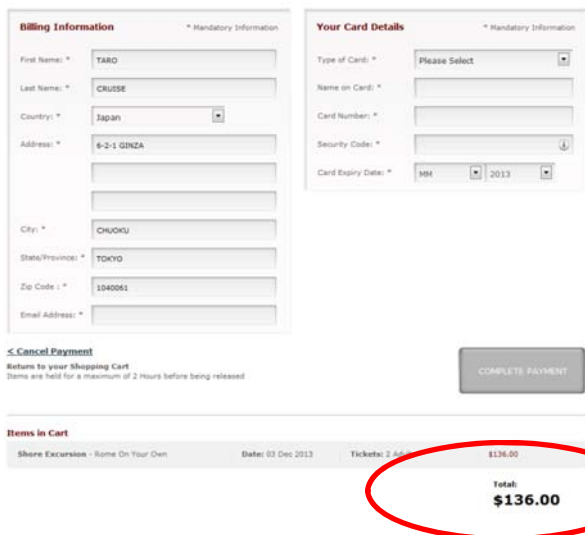 Billing Information * Mandatory Information
First Name: * TARO
Last Name: * CRUISE
Country: * Japan
Address: * 6-2-1 GINZA
City: * CHUOKU
State/Province: * TOKYO
Zip Code : * 1040061
Email Address: *
Your Card Details * Mandatory Information
Type of Card: * Please Select
Name on Card: *
Card Number: *
Security Code: *
Card Expiry Date: * MM 2013
< Cancel Payment
Return to your Shopping Cart
Items are held for a maximum of 2 Hours before being released
COMPLETE PAYMENT
Items in Cart
Shore Excursion - Rome On Your Own Date: 03 Dec 2013 Tickets: 2 $136.00
Total:
$136.00